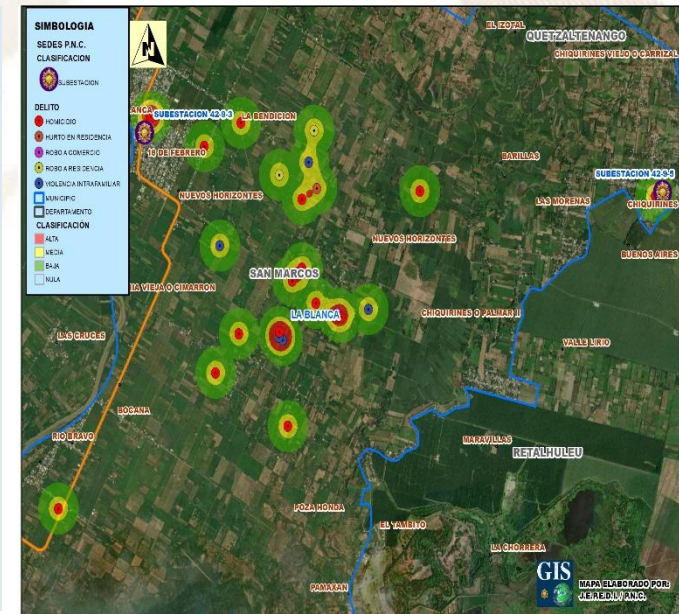 SIMBOLOGIA
SEDES P.N.C.
CLASIFICACION
SUBESTACION
DELITO
HOMICIDIO
HURTO EN RESIDENCIA
ROBO A COMERCIO
ROBO A RESIDENCIA
VIOLENCIA INTRAFAMILIAR
MUNICIPIO
DEPARTAMENTO
CLASIFICACIÓN
ALTA
MEDIA
BAJA
NULA
N
EL IZOTAL
QUETZALTENANGO
CHIQUIRINES VIEJO O CARRIZAL
SUBESTACION 42-9-3
LA BENDICION
18 DE FEBRERO
BARILLAS
SUBESTACION 42-9-5
NUEVOS HORIZONTES
LAS MORENAS
CHIQUIRINES
NUEVOS HORIZONTES
BUENOS AIRES
SAN MARCOS
VIEJA O CIMARRON
LA BLANCA
CHIQUIRINES O PALMAR II
LAS CRUCES
VALLE LIRIO
BOCANA
RIO BRAVO
MARAVILLAS
RETALHULEU
POZA HONDA
EL TAMBITO
LA CHORRERA
PAMAXAN
GIS
MAPA ELABORADO POR:
J.E.RE.D.I. / P.N.C.